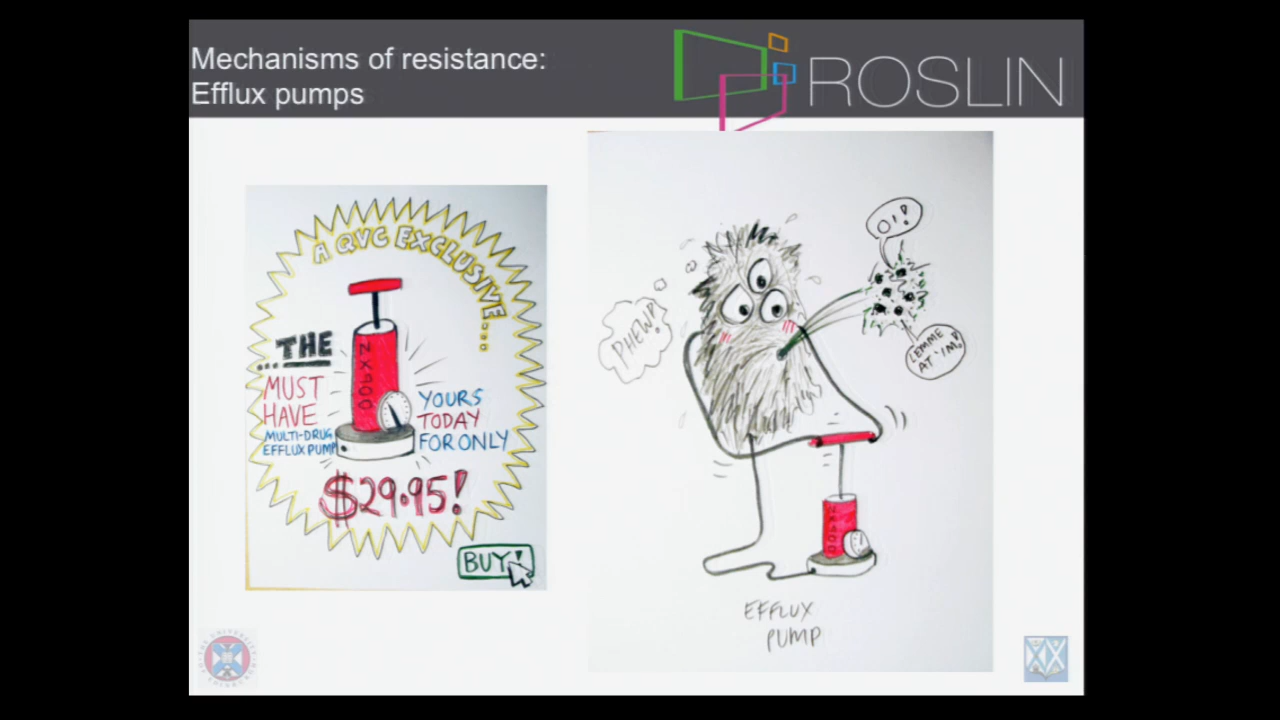 Mechanisms of resistance:
Efflux pumps
ROSLIN
A QVC EXCLUSIVE...
...THE
MUST
HAVE
MULTI-DRUG
EFFLUX PUMP
YOURS
TODAY
FOR ONLY
$29.95!
BUY!
OI!
LEMME
AT 'IM!
PHEW!
EFFLUX
PUMP